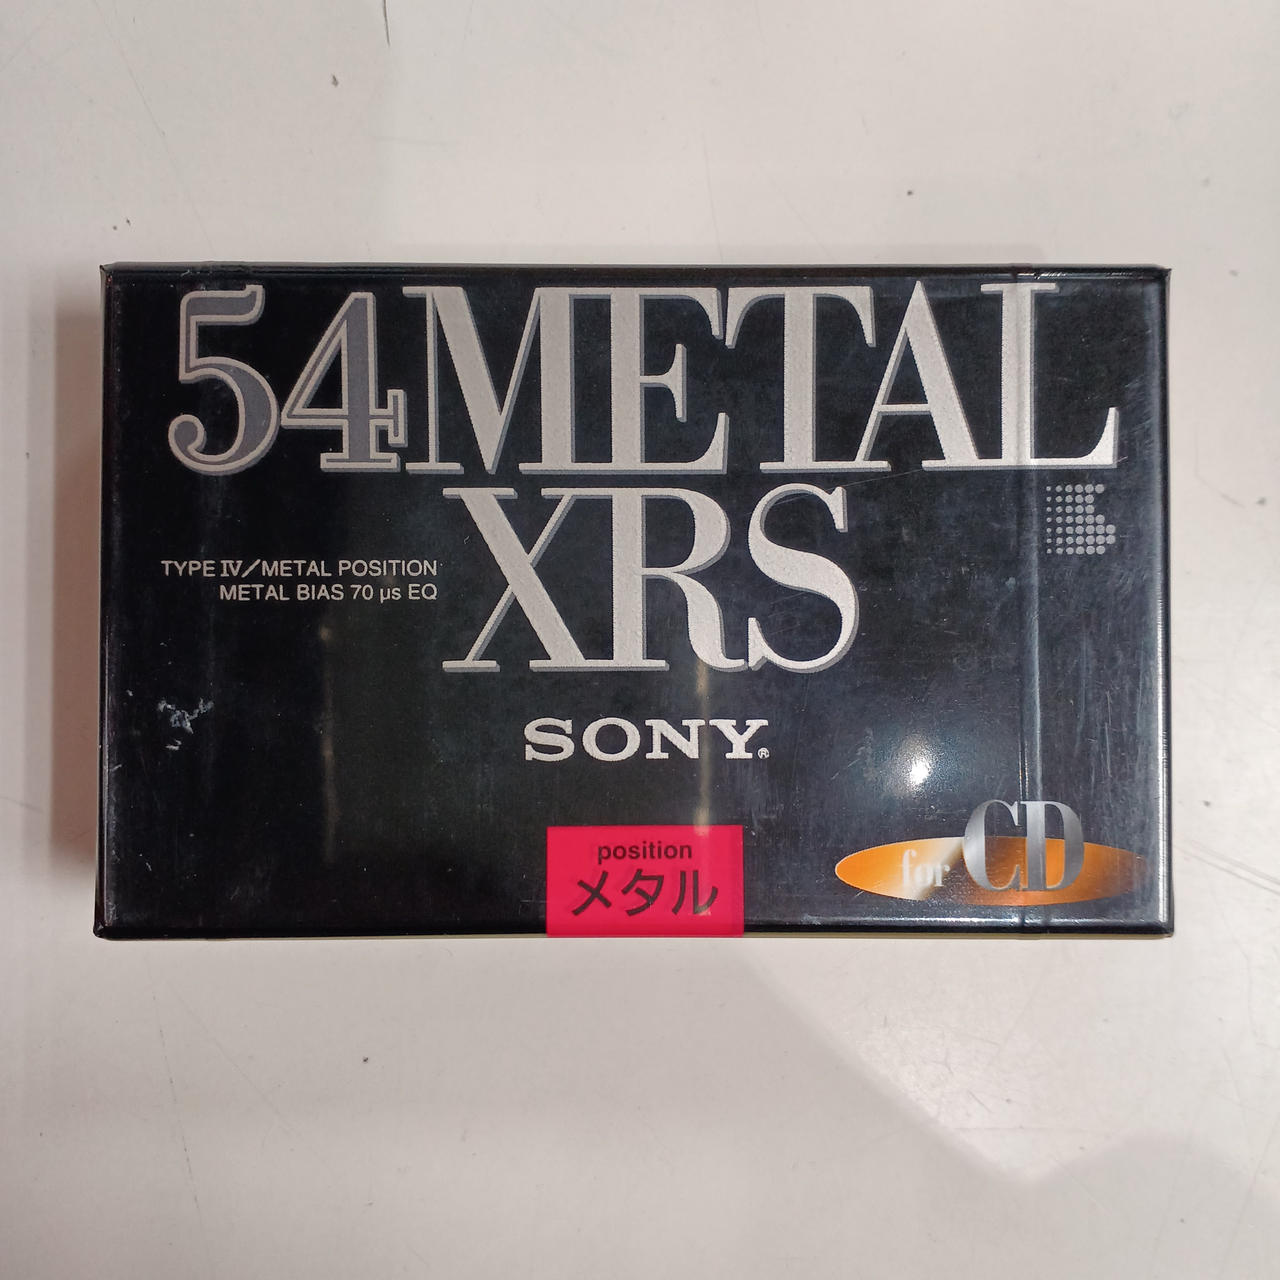 54METAL
XRS
TYPE Ⅳ/METAL POSITION
METAL BIAS 70 µs EQ
SONY®
position
メタル
for CD